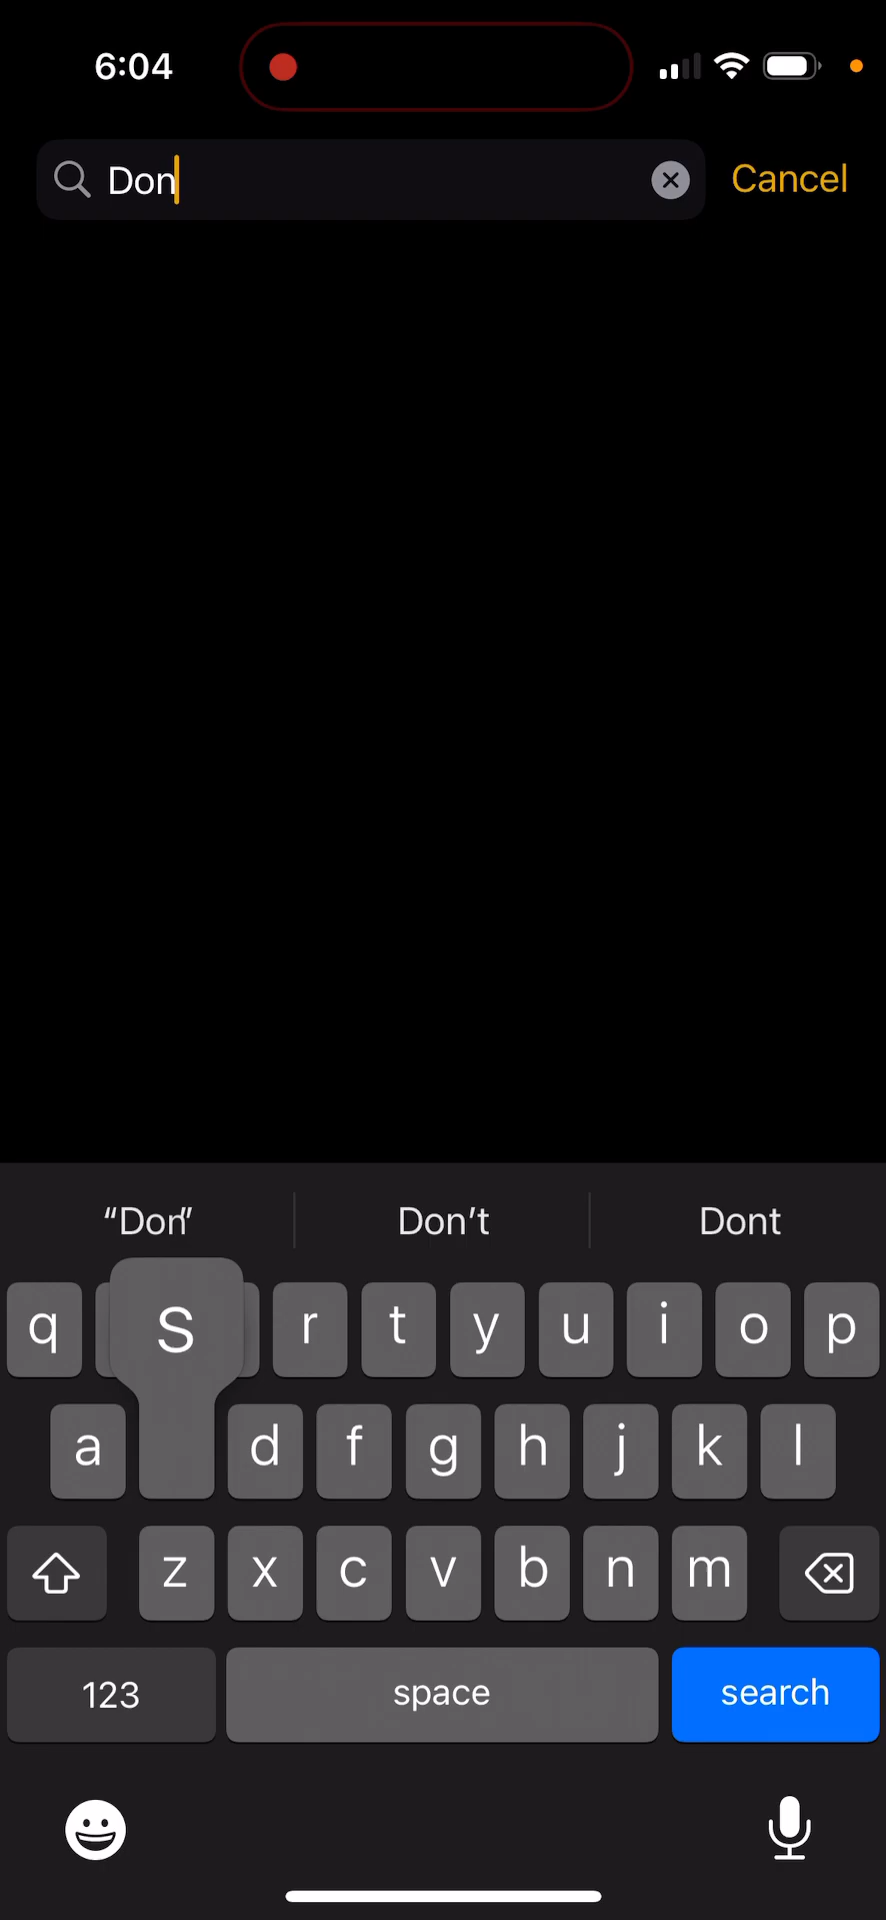 6:04
Don
Cancel
“Don” Don't Dont
q S r t y u i o p
a d f g h j k l
z x c v b n m
123 space search